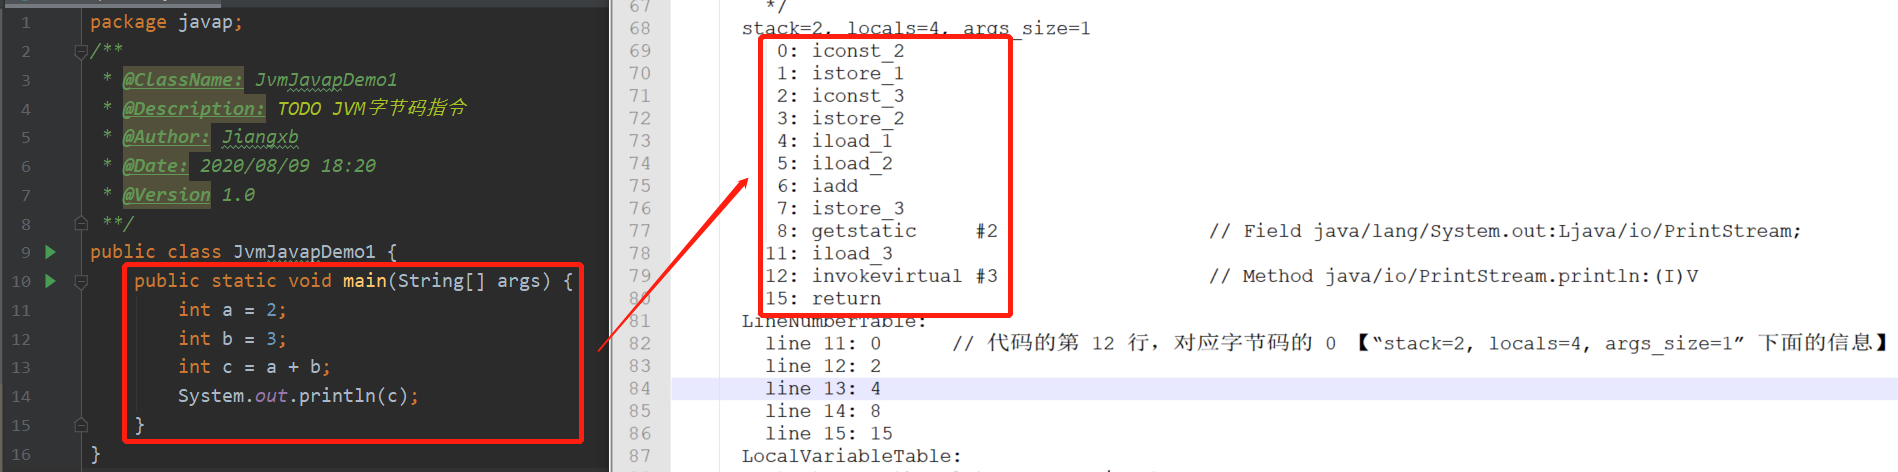 1 package javap;
2 /**
3 * @ClassName: JvmJavapDemo1
4 * @Description: TODO JVM字节码指令
5 * @Author: Jiangxb
6 * @Date: 2020/08/09 18:20
7 * @Version 1.0
8 **/
9 public class JvmJavapDemo1 {
10 public static void main(String[] args) {
11 int a = 2;
12 int b = 3;
13 int c = a + b;
14 System.out.println(c);
15 }
16 }
67 */
68 stack=2, locals=4, args_size=1
69 0: iconst_2
70 1: istore_1
71 2: iconst_3
72 3: istore_2
73 4: iload_1
74 5: iload_2
75 6: iadd
76 7: istore_3
77 8: getstatic #2 // Field java/lang/System.out:Ljava/io/PrintStream;
78 11: iload_3
79 12: invokevirtual #3 // Method java/io/PrintStream.println:(I)V
80 15: return
81 LineNumberTable:
82 line 11: 0 // 代码的第 12 行，对应字节码的 0 【“stack=2, locals=4, args_size=1” 下面的信息】
83 line 12: 2
84 line 13: 4
85 line 14: 8
86 line 15: 15
87 LocalVariableTable: